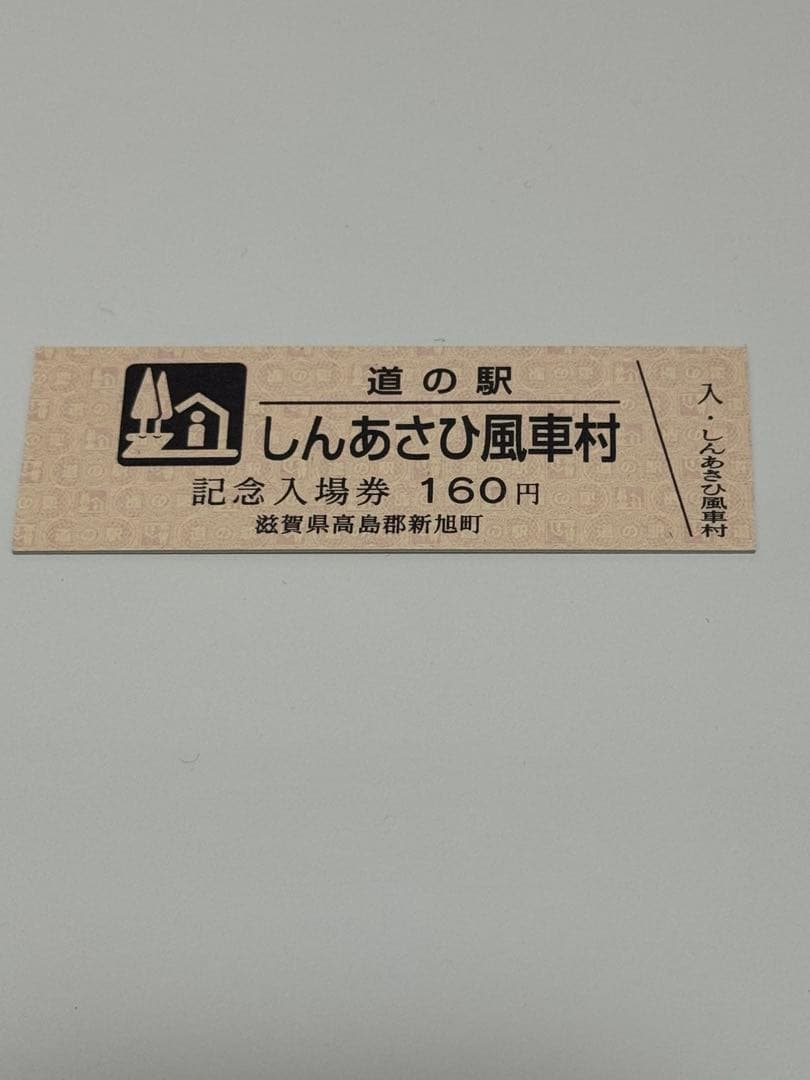 道の駅
しんあさひ風車村
記念入場券 160円
滋賀県高島郡新旭町
入・しんあさひ風車村